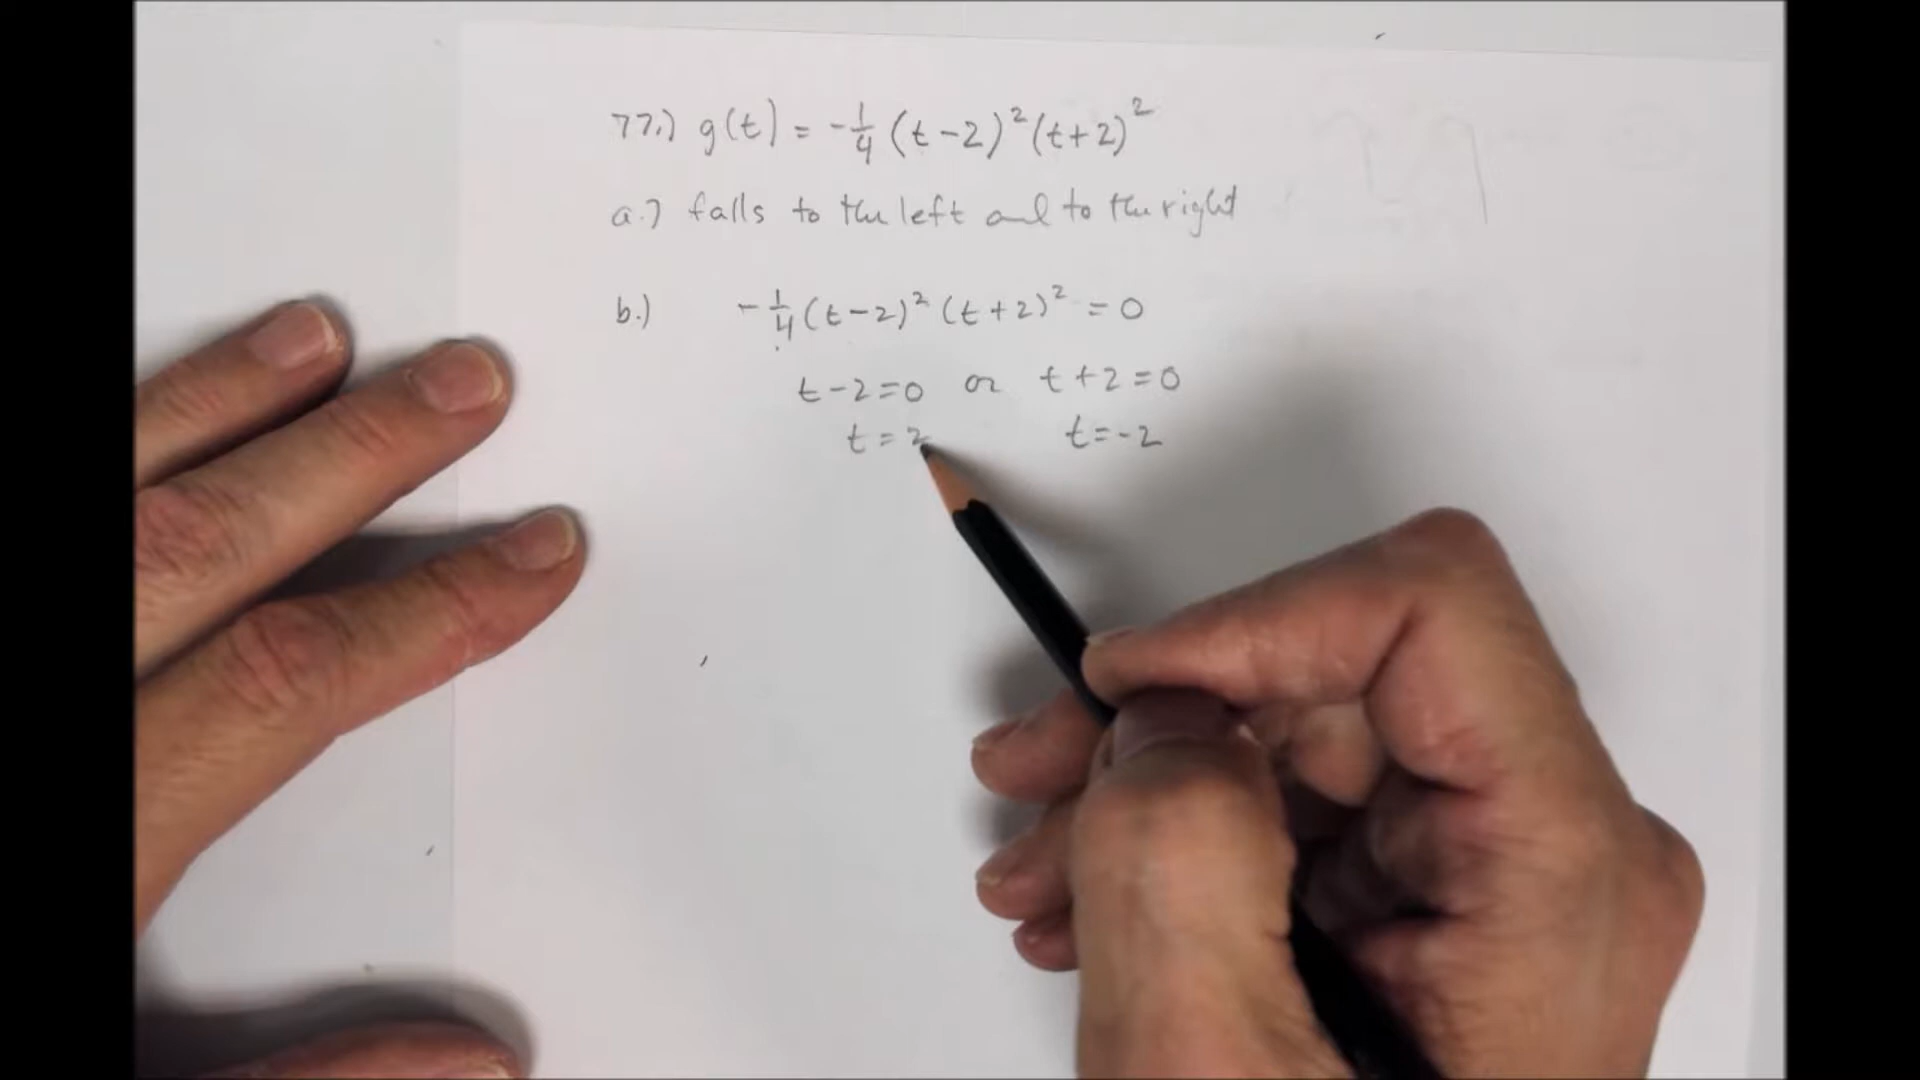 77.) g(t) = -1/4 (t-2)² (t+2)²
a.) falls to the left and to the right
b.) -1/4 (t-2)² (t+2)² = 0
t-2=0 or t+2=0
t=2 t=-2